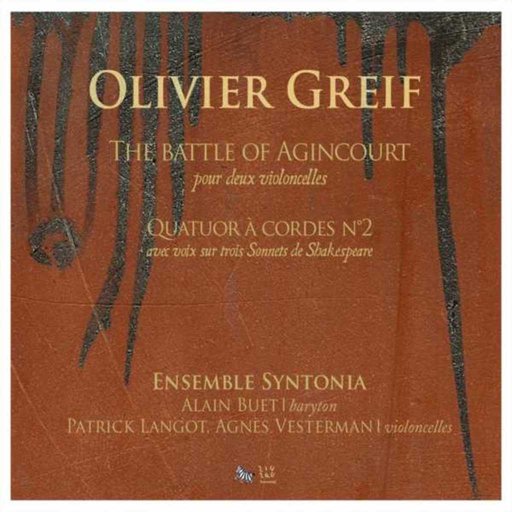 OLIVIER GREIF
THE BATTLE OF AGINCOURT
pour deux violoncelles
QUATUOR À CORDES N°2
avec voix sur trois Sonnets de Shakespeare
ENSEMBLE SYNTONIA
ALAIN BUET | baryton
PATRICK LANGOT, AGNÈS VESTERMAN | violoncelles